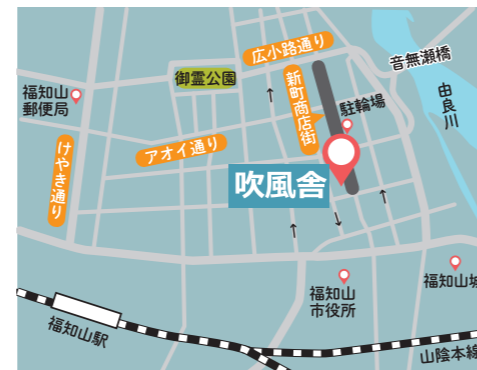 広小路通り
音無瀬橋
御霊公園
新町商店街
由良川
福知山
郵便局
駐輪場
アオイ通り
けやき通り
吹風舎
福知山
市役所
福知山城
福知山駅
山陰本線